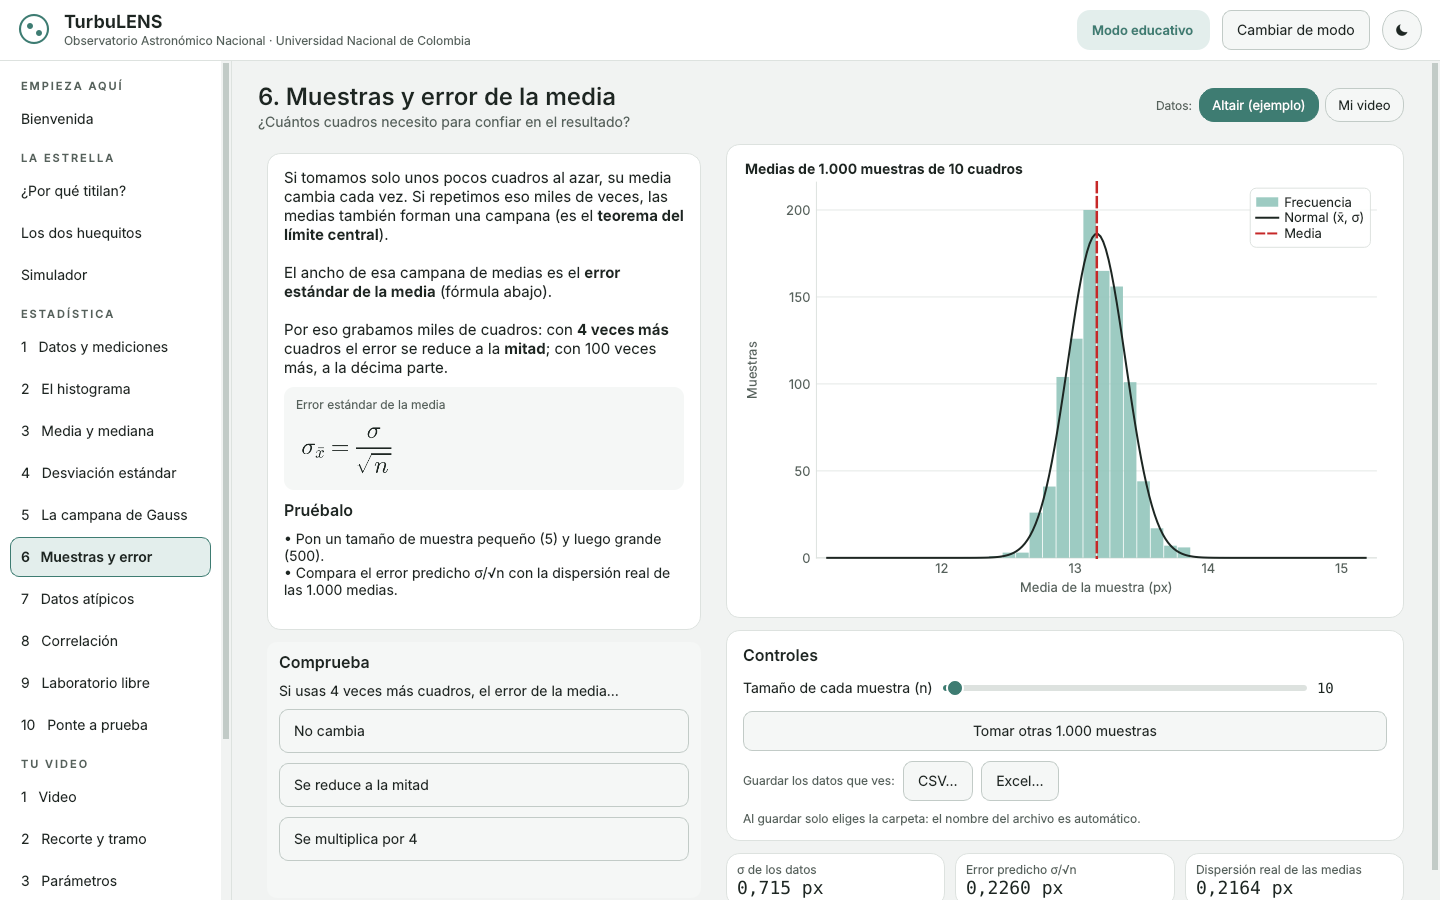 TurbuLENS
Observatorio Astronómico Nacional · Universidad Nacional de Colombia
Modo educativo
Cambiar de modo
EMPIEZA AQUÍ
Bienvenida
LA ESTRELLA
¿Por qué titilan?
Los dos huequitos
Simulador
ESTADÍSTICA
1 Datos y mediciones
2 El histograma
3 Media y mediana
4 Desviación estándar
5 La campana de Gauss
6 Muestras y error
7 Datos atípicos
8 Correlación
9 Laboratorio libre
10 Ponte a prueba
TU VIDEO
1 Video
2 Recorte y tramo
3 Parámetros
6. Muestras y error de la media
¿Cuántos cuadros necesito para confiar en el resultado?
Datos:
Altair (ejemplo)
Mi video
Si tomamos solo unos pocos cuadros al azar, su media
cambia cada vez. Si repetimos eso miles de veces, las
medias también forman una campana (es el teorema del
límite central).
El ancho de esa campana de medias es el error
estándar de la media (fórmula abajo).
Por eso grabamos miles de cuadros: con 4 veces más
cuadros el error se reduce a la mitad; con 100 veces
más, a la décima parte.
Error estándar de la media
σx̄ = σ / √n
Pruébalo
• Pon un tamaño de muestra pequeño (5) y luego grande
(500).
• Compara el error predicho σ/√n con la dispersión real de
las 1.000 medias.
Comprueba
Si usas 4 veces más cuadros, el error de la media...
No cambia
Se reduce a la mitad
Se multiplica por 4
Medias de 1.000 muestras de 10 cuadros
Frecuencia
Normal (x̄, σ)
Media
200
150
100
50
0
Muestras
12
13
14
15
Media de la muestra (px)
Controles
Tamaño de cada muestra (n)
10
Tomar otras 1.000 muestras
Guardar los datos que ves:
CSV...
Excel...
Al guardar solo eliges la carpeta: el nombre del archivo es automático.
σ de los datos
0,715 px
Error predicho σ/√n
0,2260 px
Dispersión real de las medias
0,2164 px